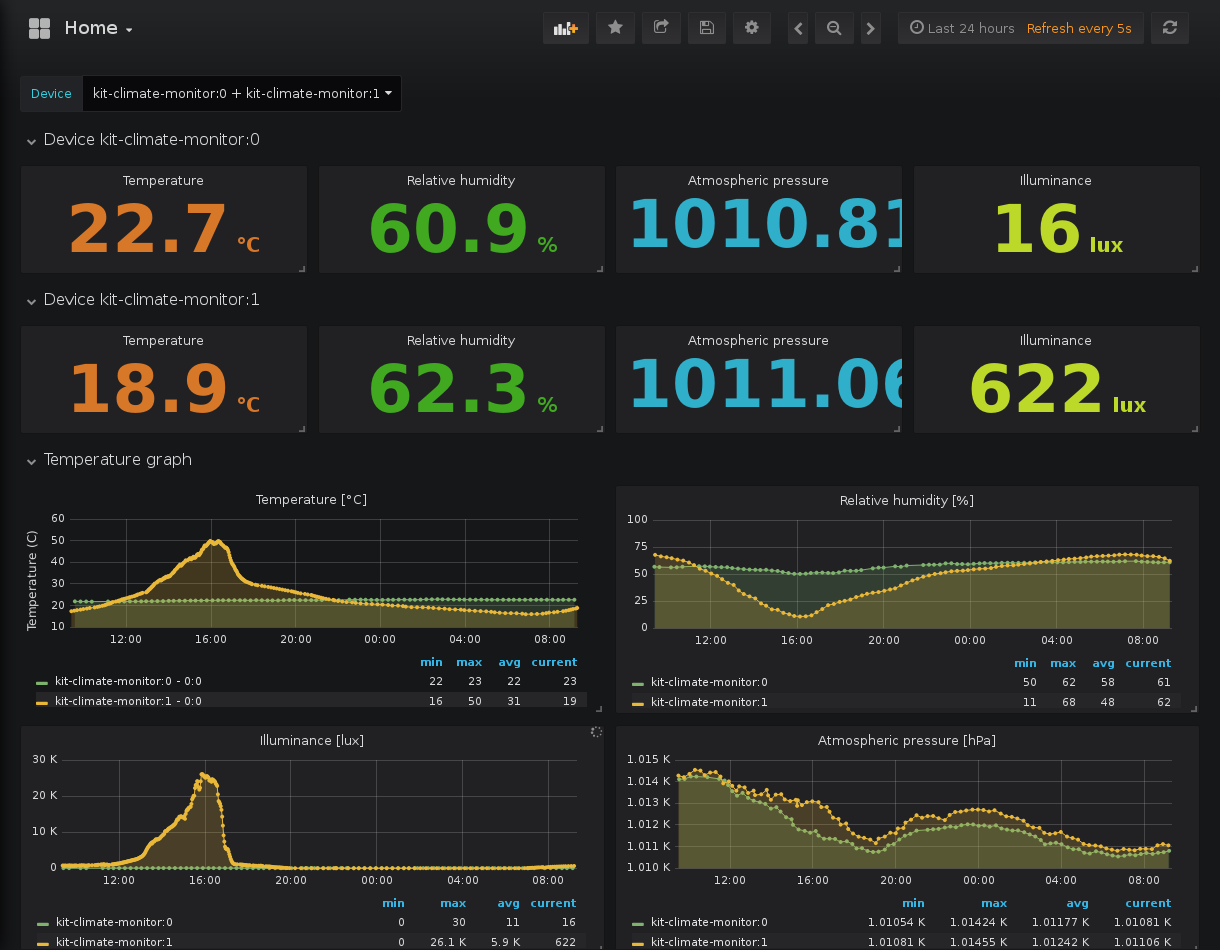 Home
Last 24 hours Refresh every 5s
Device kit-climate-monitor:0 + kit-climate-monitor:1
Device kit-climate-monitor:0
Temperature Relative humidity Atmospheric pressure Illuminance
22.7 °C 60.9 % 1010.81 16 lux
Device kit-climate-monitor:1
Temperature Relative humidity Atmospheric pressure Illuminance
18.9 °C 62.3 % 1011.06 622 lux
Temperature graph
Temperature [°C]
Temperature (C)
60
50
40
30
20
10
12:00 16:00 20:00 00:00 04:00 08:00
min max avg current
kit-climate-monitor:0 - 0:0 22 23 22 23
kit-climate-monitor:1 - 0:0 16 50 31 19
Relative humidity [%]
100
75
50
25
0
12:00 16:00 20:00 00:00 04:00 08:00
min max avg current
kit-climate-monitor:0 50 62 58 61
kit-climate-monitor:1 11 68 48 62
Illuminance [lux]
30 K
20 K
10 K
0
12:00 16:00 20:00 00:00 04:00 08:00
min max avg current
kit-climate-monitor:0 0 30 11 16
kit-climate-monitor:1 0 26.1 K 5.9 K 622
Atmospheric pressure [hPa]
1.015 K
1.014 K
1.013 K
1.012 K
1.011 K
1.010 K
12:00 16:00 20:00 00:00 04:00 08:00
min max avg current
kit-climate-monitor:0 1.01054 K 1.01424 K 1.01177 K 1.01081 K
kit-climate-monitor:1 1.01081 K 1.01455 K 1.01242 K 1.01106 K